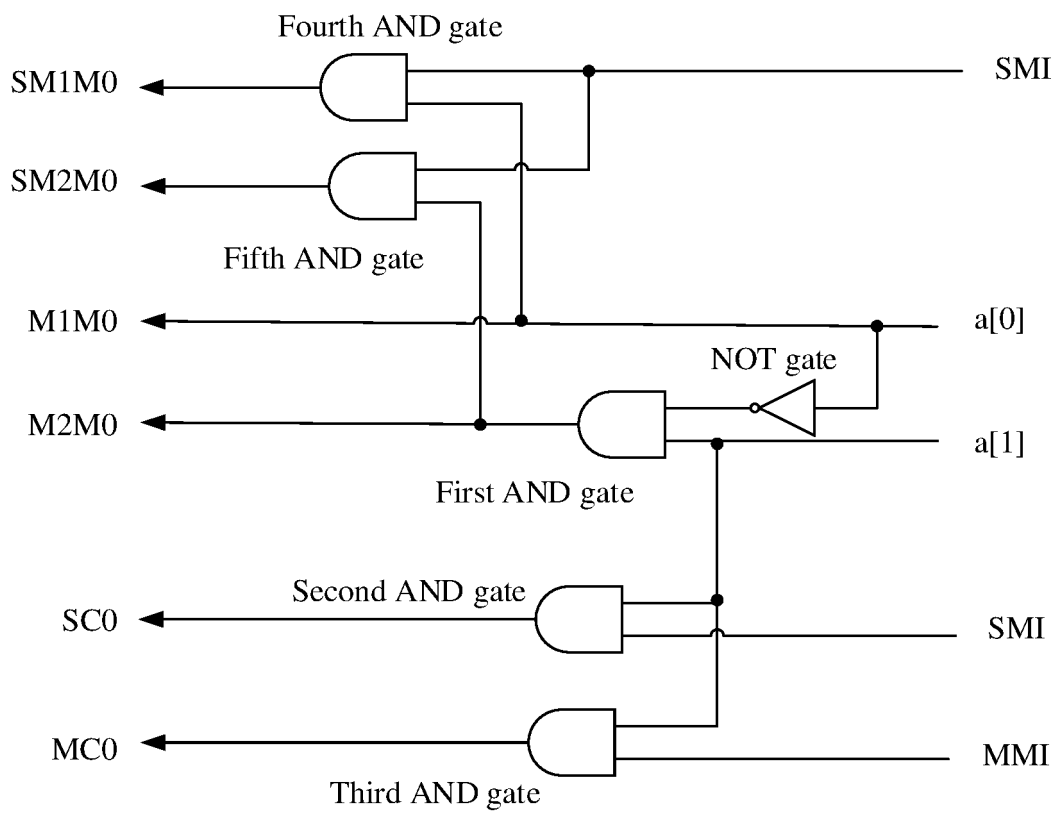 Fourth AND gate
SM1M0
SMI
SM2M0
Fifth AND gate
M1M0
a[0]
NOT gate
M2M0
a[1]
First AND gate
Second AND gate
SC0
SMI
MC0
MMI
Third AND gate